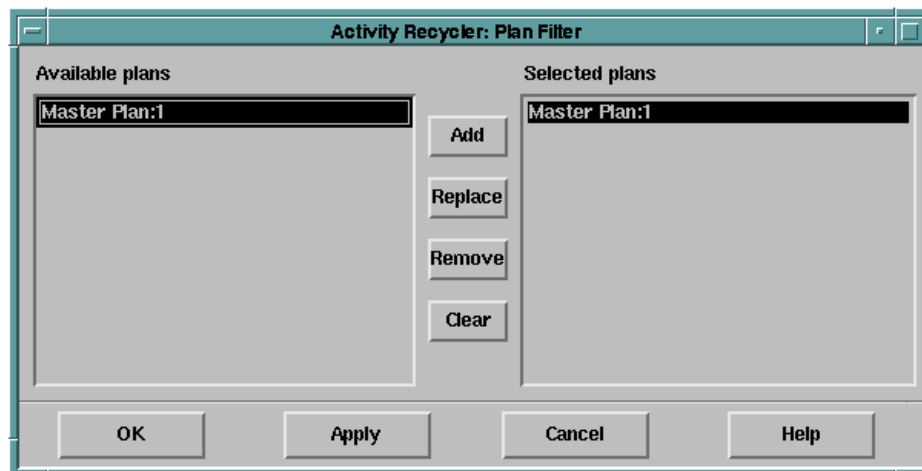 Activity Recycler: Plan Filter
Available plans
Selected plans
Master Plan:1
Master Plan:1
Add
Replace
Remove
Clear
OK
Apply
Cancel
Help